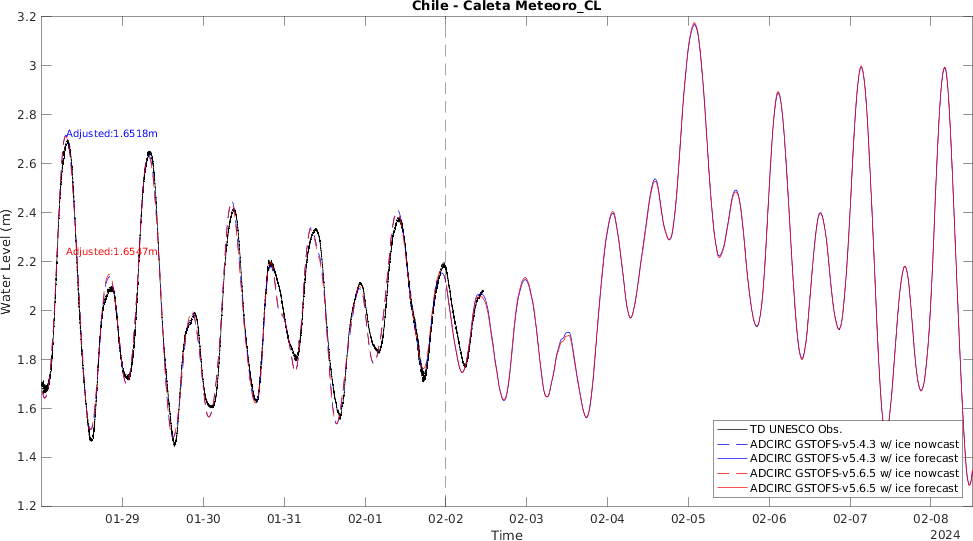 Chile - Caleta Meteoro_CL
3.2
3
2.8
2.6
2.4
2.2
2
1.8
1.6
1.4
1.2
Water Level (m)
Adjusted:1.6518m
Adjusted:1.6547m
TD UNESCO Obs.
ADCIRC GSTOFS-v5.4.3 w/ ice nowcast
ADCIRC GSTOFS-v5.4.3 w/ ice forecast
ADCIRC GSTOFS-v5.6.5 w/ ice nowcast
ADCIRC GSTOFS-v5.6.5 w/ ice forecast
01-29 01-30 01-31 02-01 02-02 02-03 02-04 02-05 02-06 02-07 02-08
Time
2024